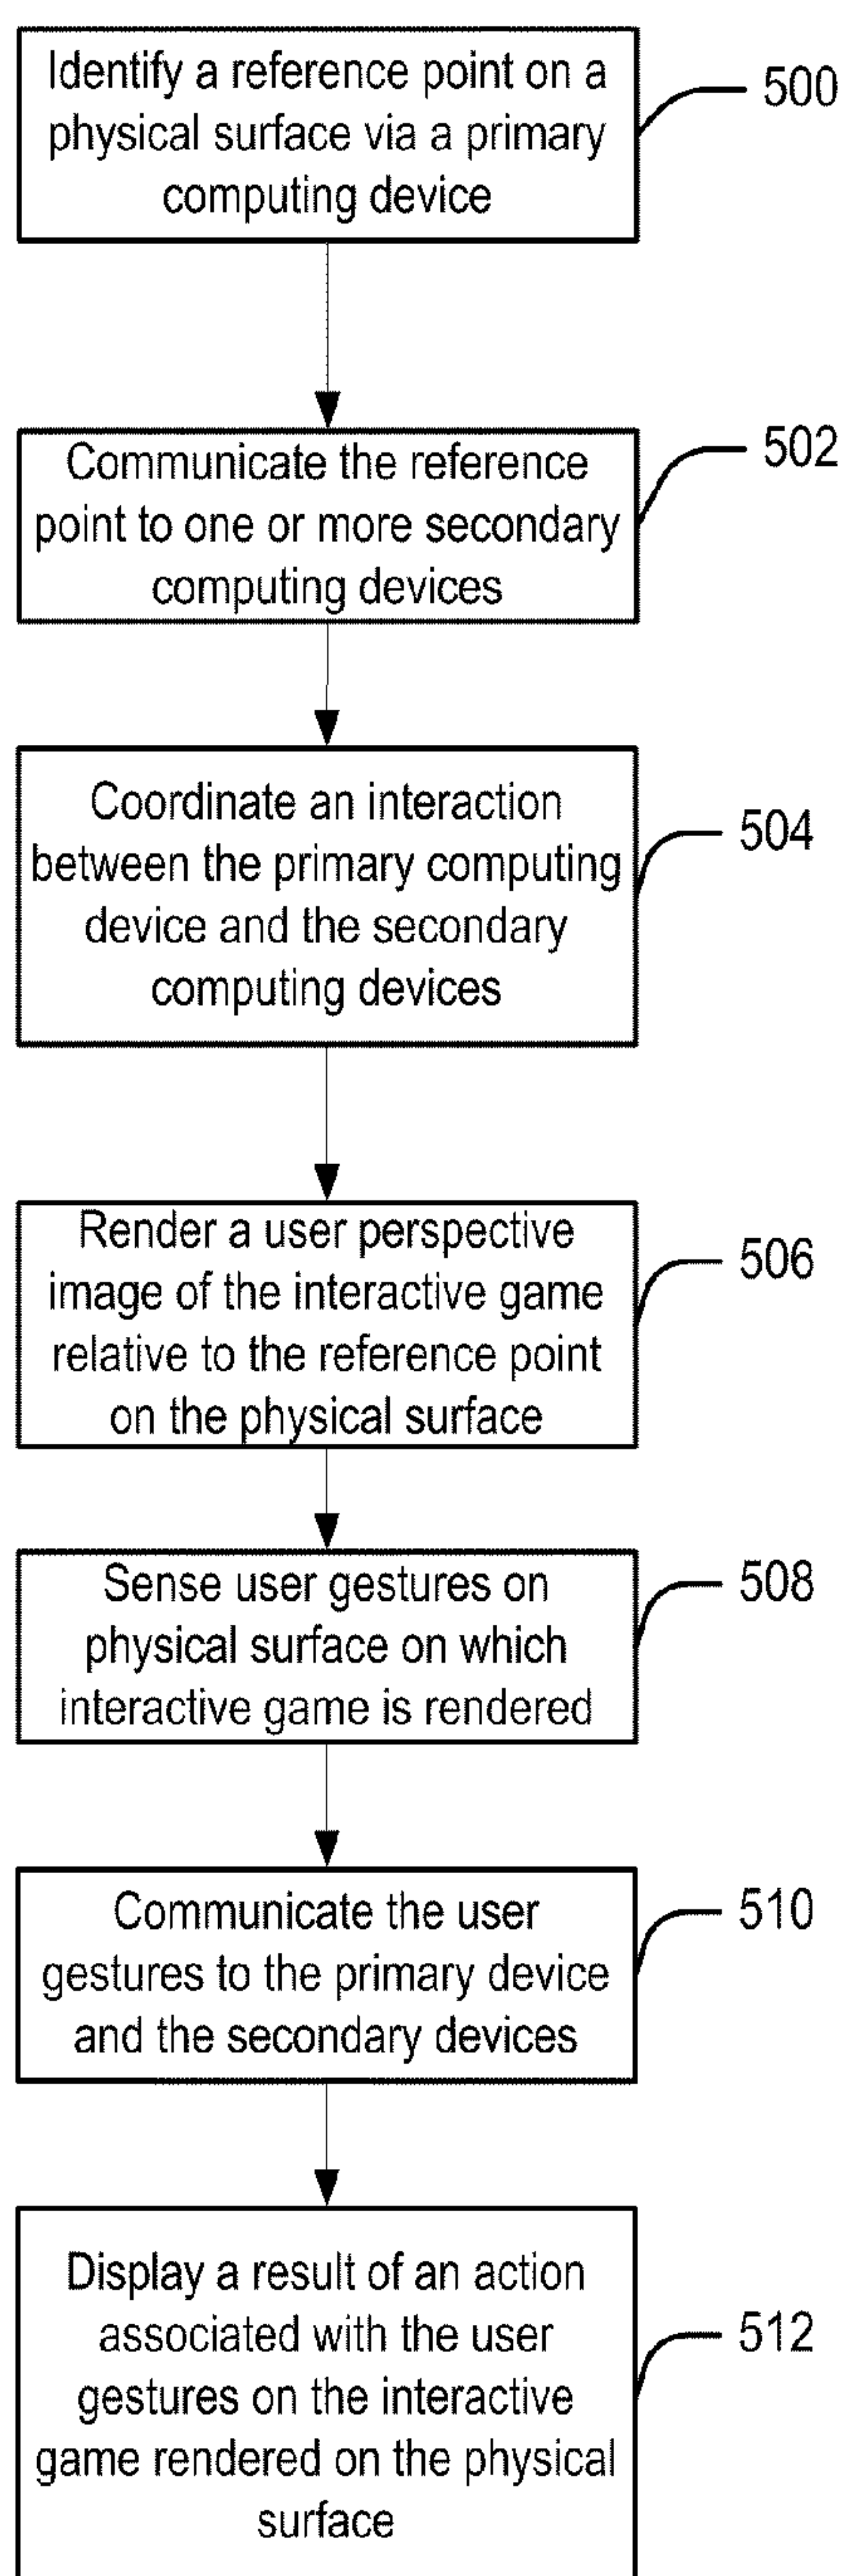 Identify a reference point on a
physical surface via a primary
computing device
500
Communicate the reference
point to one or more secondary
computing devices
502
Coordinate an interaction
between the primary computing
device and the secondary
computing devices
504
Render a user perspective
image of the interactive game
relative to the reference point
on the physical surface
506
Sense user gestures on
physical surface on which
interactive game is rendered
508
Communicate the user
gestures to the primary device
and the secondary devices
510
Display a result of an action
associated with the user
gestures on the interactive
game rendered on the physical
surface
512